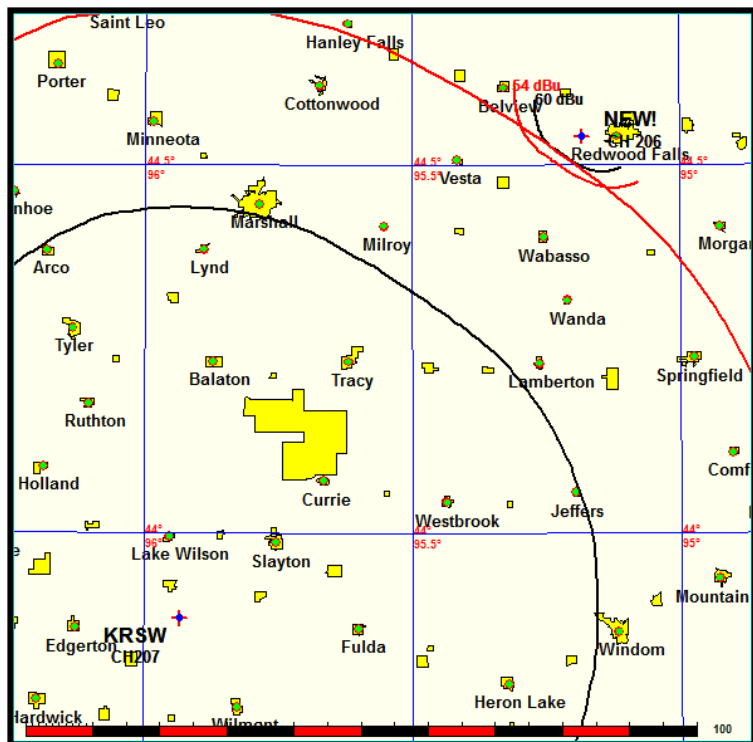 Saint Leo
Hanley Falls
Porter
Cottonwood
54 dBu
60 dBu
Belview
NEW!
CH 206
Minneota
Redwood Falls
44.5°
96°
44.5°
95.5°
44.5°
95°
Vesta
nhoe
Marshall
Milroy
Wabasso
Morgan
Arco
Lynd
Wanda
Tyler
Balaton
Tracy
Lamberton
Springfield
Ruthton
Holland
Currie
Comf
Westbrook
Jeffers
44°
96°
44°
95.5°
44°
95°
e
Lake Wilson
Slayton
Mountain
KRSW
CH207
Edgerton
Fulda
Windom
Heron Lake
Hardwick
Wilmont
100